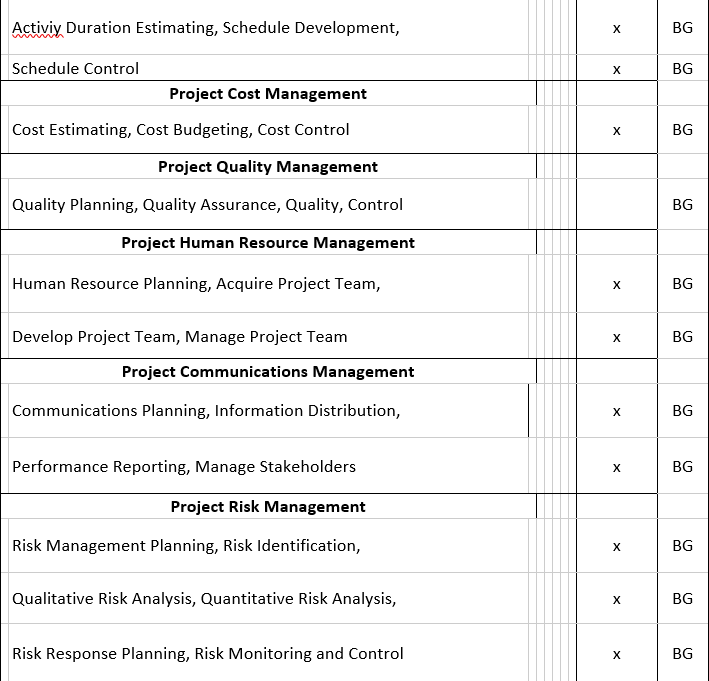 Activiy Duration Estimating, Schedule Development, x BG
Schedule Control x BG
Project Cost Management
Cost Estimating, Cost Budgeting, Cost Control x BG
Project Quality Management
Quality Planning, Quality Assurance, Quality, Control BG
Project Human Resource Management
Human Resource Planning, Acquire Project Team, x BG
Develop Project Team, Manage Project Team x BG
Project Communications Management
Communications Planning, Information Distribution, x BG
Performance Reporting, Manage Stakeholders x BG
Project Risk Management
Risk Management Planning, Risk Identification, x BG
Qualitative Risk Analysis, Quantitative Risk Analysis, x BG
Risk Response Planning, Risk Monitoring and Control x BG